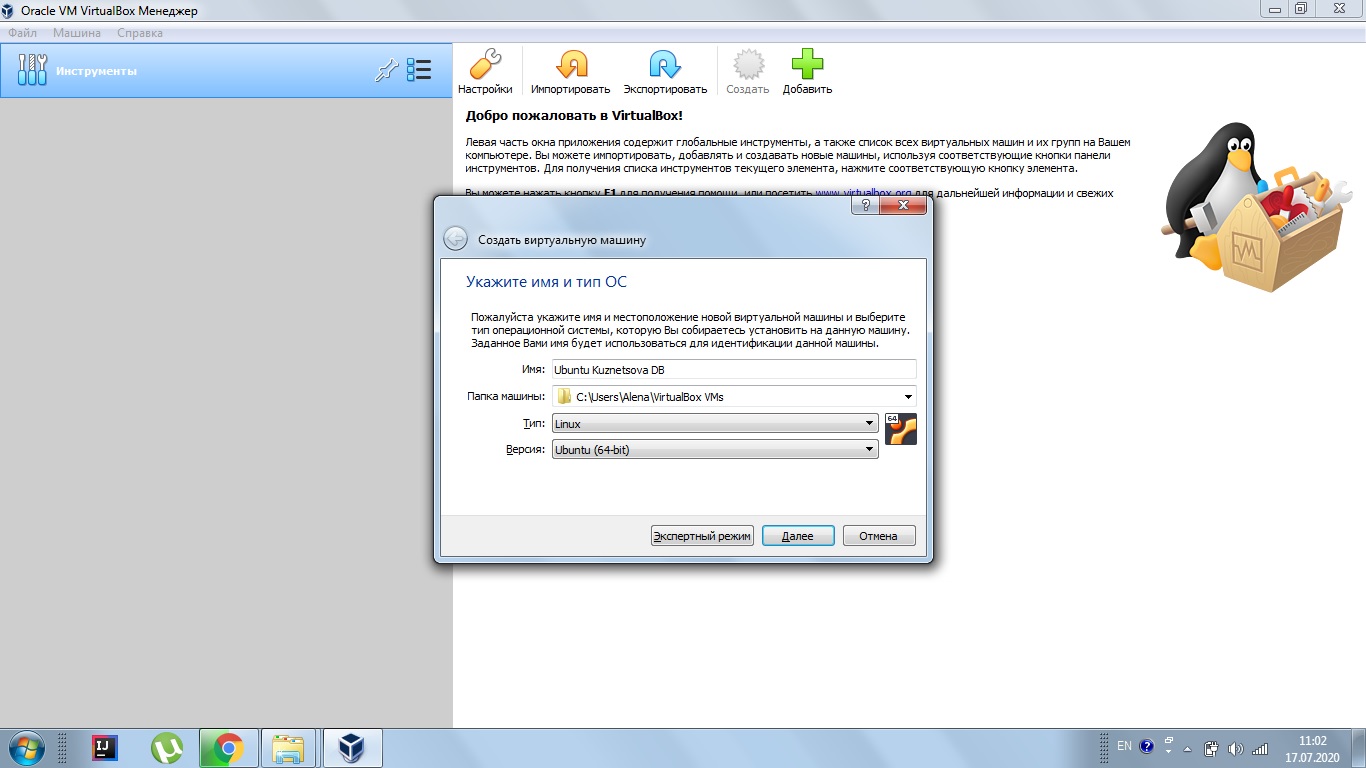 Oracle VM VirtualBox Менеджер
Файл Машина Справка
Инструменты
Настройки Импортировать Экспортировать Создать Добавить
Добро пожаловать в VirtualBox!
Левая часть окна приложения содержит глобальные инструменты, а также список всех виртуальных машин и их групп на Вашем
компьютере. Вы можете импортировать, добавлять и создавать новые машины, используя соответствующие кнопки панели
инструментов. Для получения списка инструментов текущего элемента, нажмите соответствующую кнопку элемента.
Вы можете нажать кнопку F1 для получения помощи, или посетить www.virtualbox.org для дальнейшей информации и свежих
?
Создать виртуальную машину
Укажите имя и тип ОС
Пожалуйста укажите имя и местоположение новой виртуальной машины и выберите
тип операционной системы, которую Вы собираетесь установить на данную машину.
Заданное Вами имя будет использоваться для идентификации данной машины.
Имя: Ubuntu Kuznetsova DB
Папка машины: C:\Users\Alena\VirtualBox VMs
Тип: Linux
64
Версия: Ubuntu (64-bit)
Экспертный режим Далее Отмена
IJ
µ
EN
?
11:02
17.07.2020